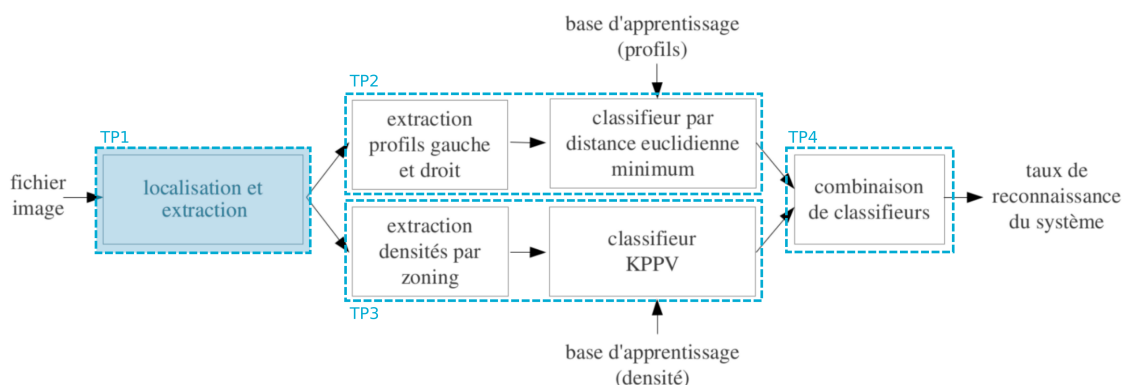 base d'apprentissage
(profils)
TP2
extraction
profils gauche
et droit
classifieur par
distance euclidienne
minimum
TP1
localisation et
extraction
fichier
image
TP4
combinaison
de classifieurs
taux de
reconnaissance
du système
extraction
densités par
zoning
classifieur
KPPV
TP3
base d'apprentissage
(densité)